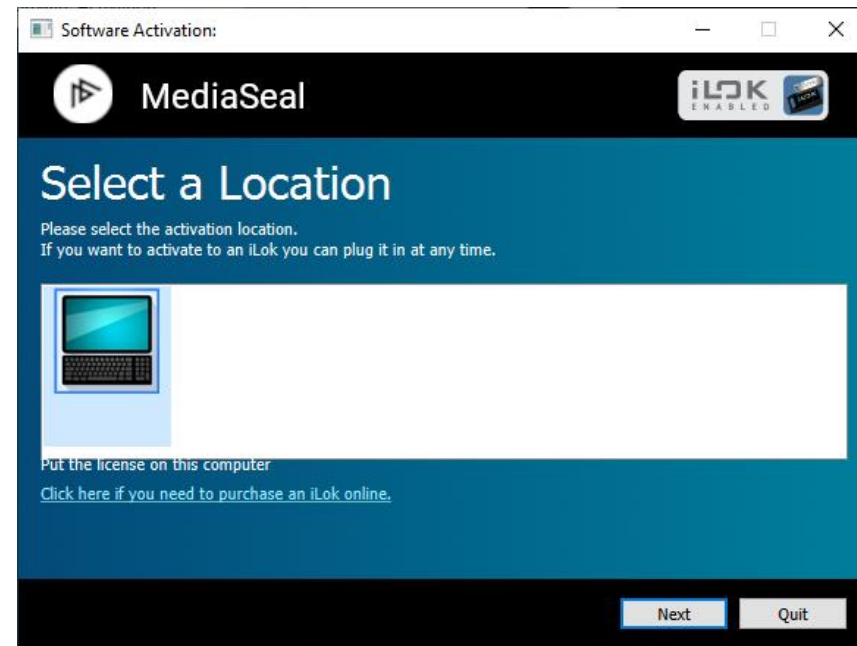 Software Activation:
MediaSeal
iLOK
ENABLED
Select a Location
Please select the activation location.
If you want to activate to an iLok you can plug it in at any time.
Put the license on this computer
Click here if you need to purchase an iLok online.
Next Quit